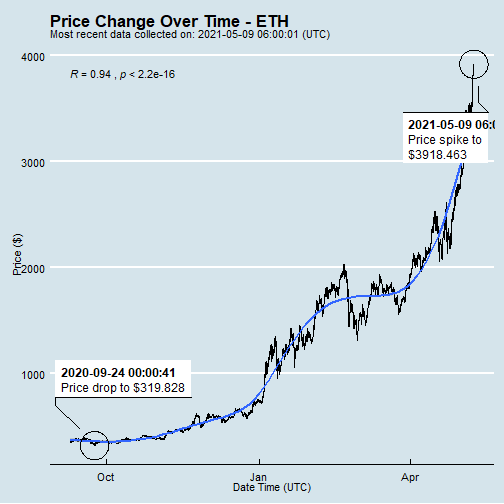 Price Change Over Time - ETH
Most recent data collected on: 2021-05-09 06:00:01 (UTC)
4000
R = 0.94 , p < 2.2e-16
2021-05-09 06:0
Price spike to
$3918.463
3000
Price ($)
2000
1000
2020-09-24 00:00:41
Price drop to $319.828
Oct
Jan
Apr
Date Time (UTC)